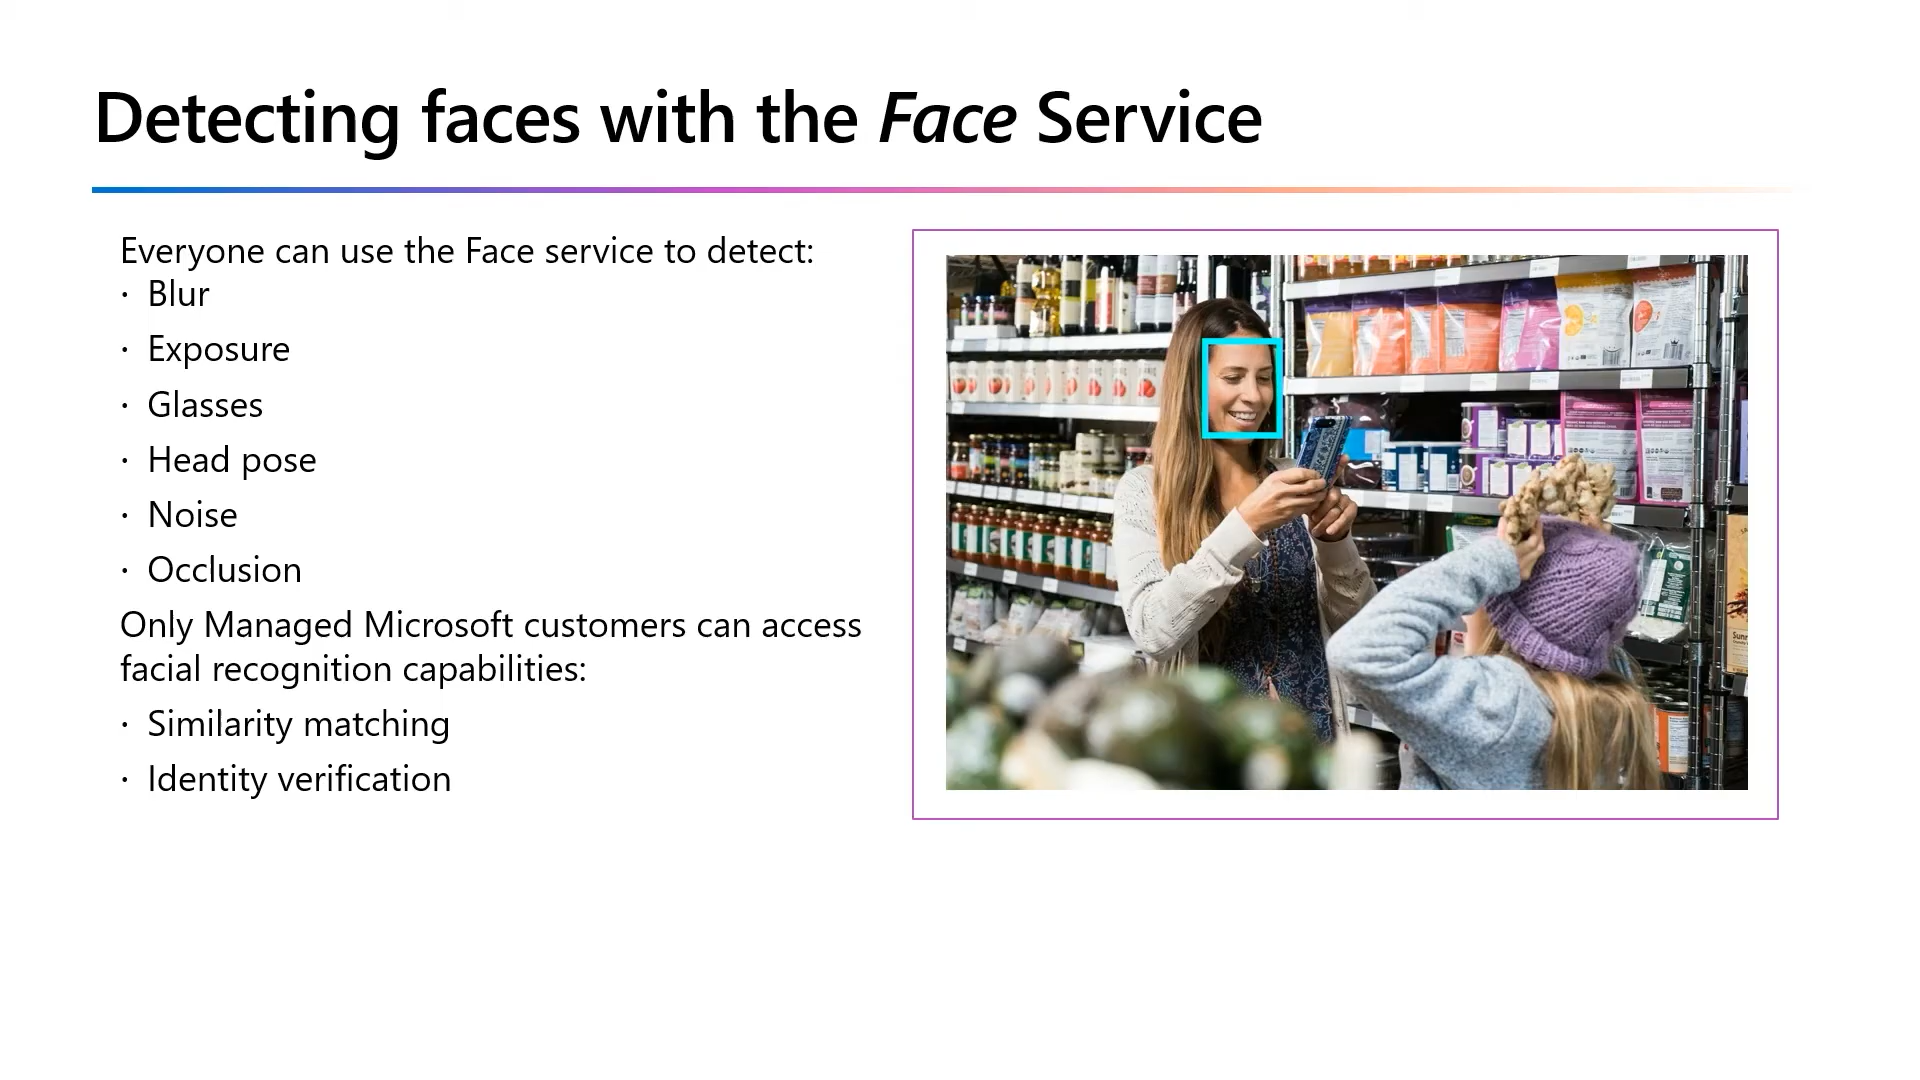 Detecting faces with the Face Service
Everyone can use the Face service to detect:
· Blur
· Exposure
· Glasses
· Head pose
· Noise
· Occlusion
Only Managed Microsoft customers can access
facial recognition capabilities:
· Similarity matching
· Identity verification